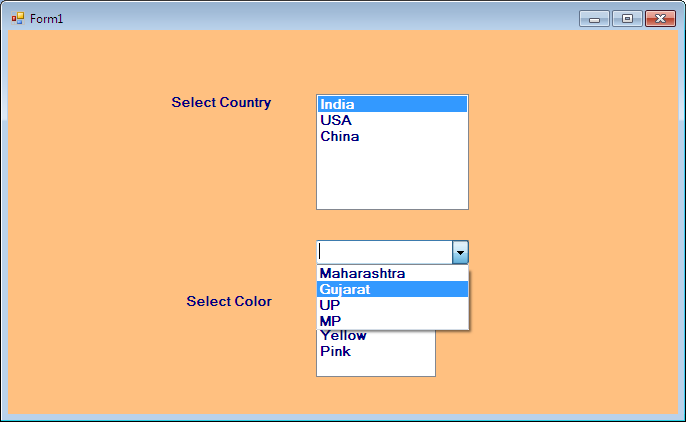 Form1
Select Country
India
USA
China
Maharashtra
Gujarat
Select Color
UP
MP
Yellow
Pink